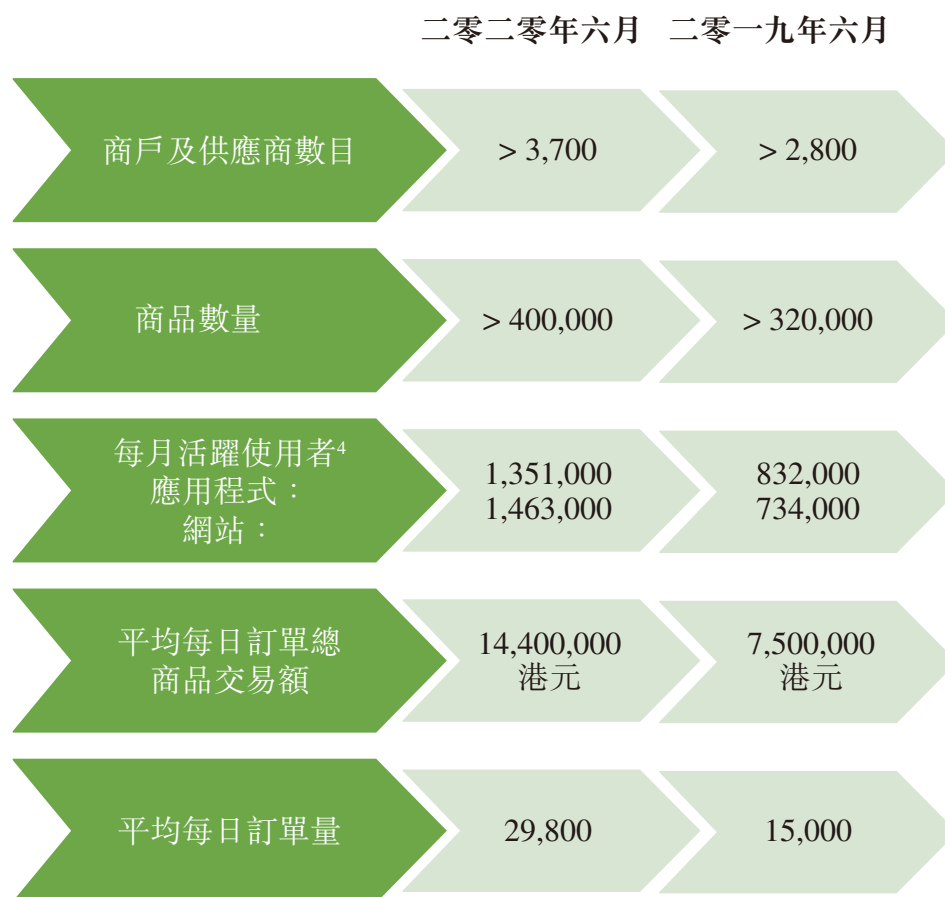 二零二零年六月 二零一九年六月
商戶及供應商數目 > 3,700 > 2,800
商品數量 > 400,000 > 320,000
每月活躍使用者4
應用程式： 1,351,000 832,000
網站： 1,463,000 734,000
平均每日訂單總 14,400,000 7,500,000
商品交易額 港元 港元
平均每日訂單量 29,800 15,000